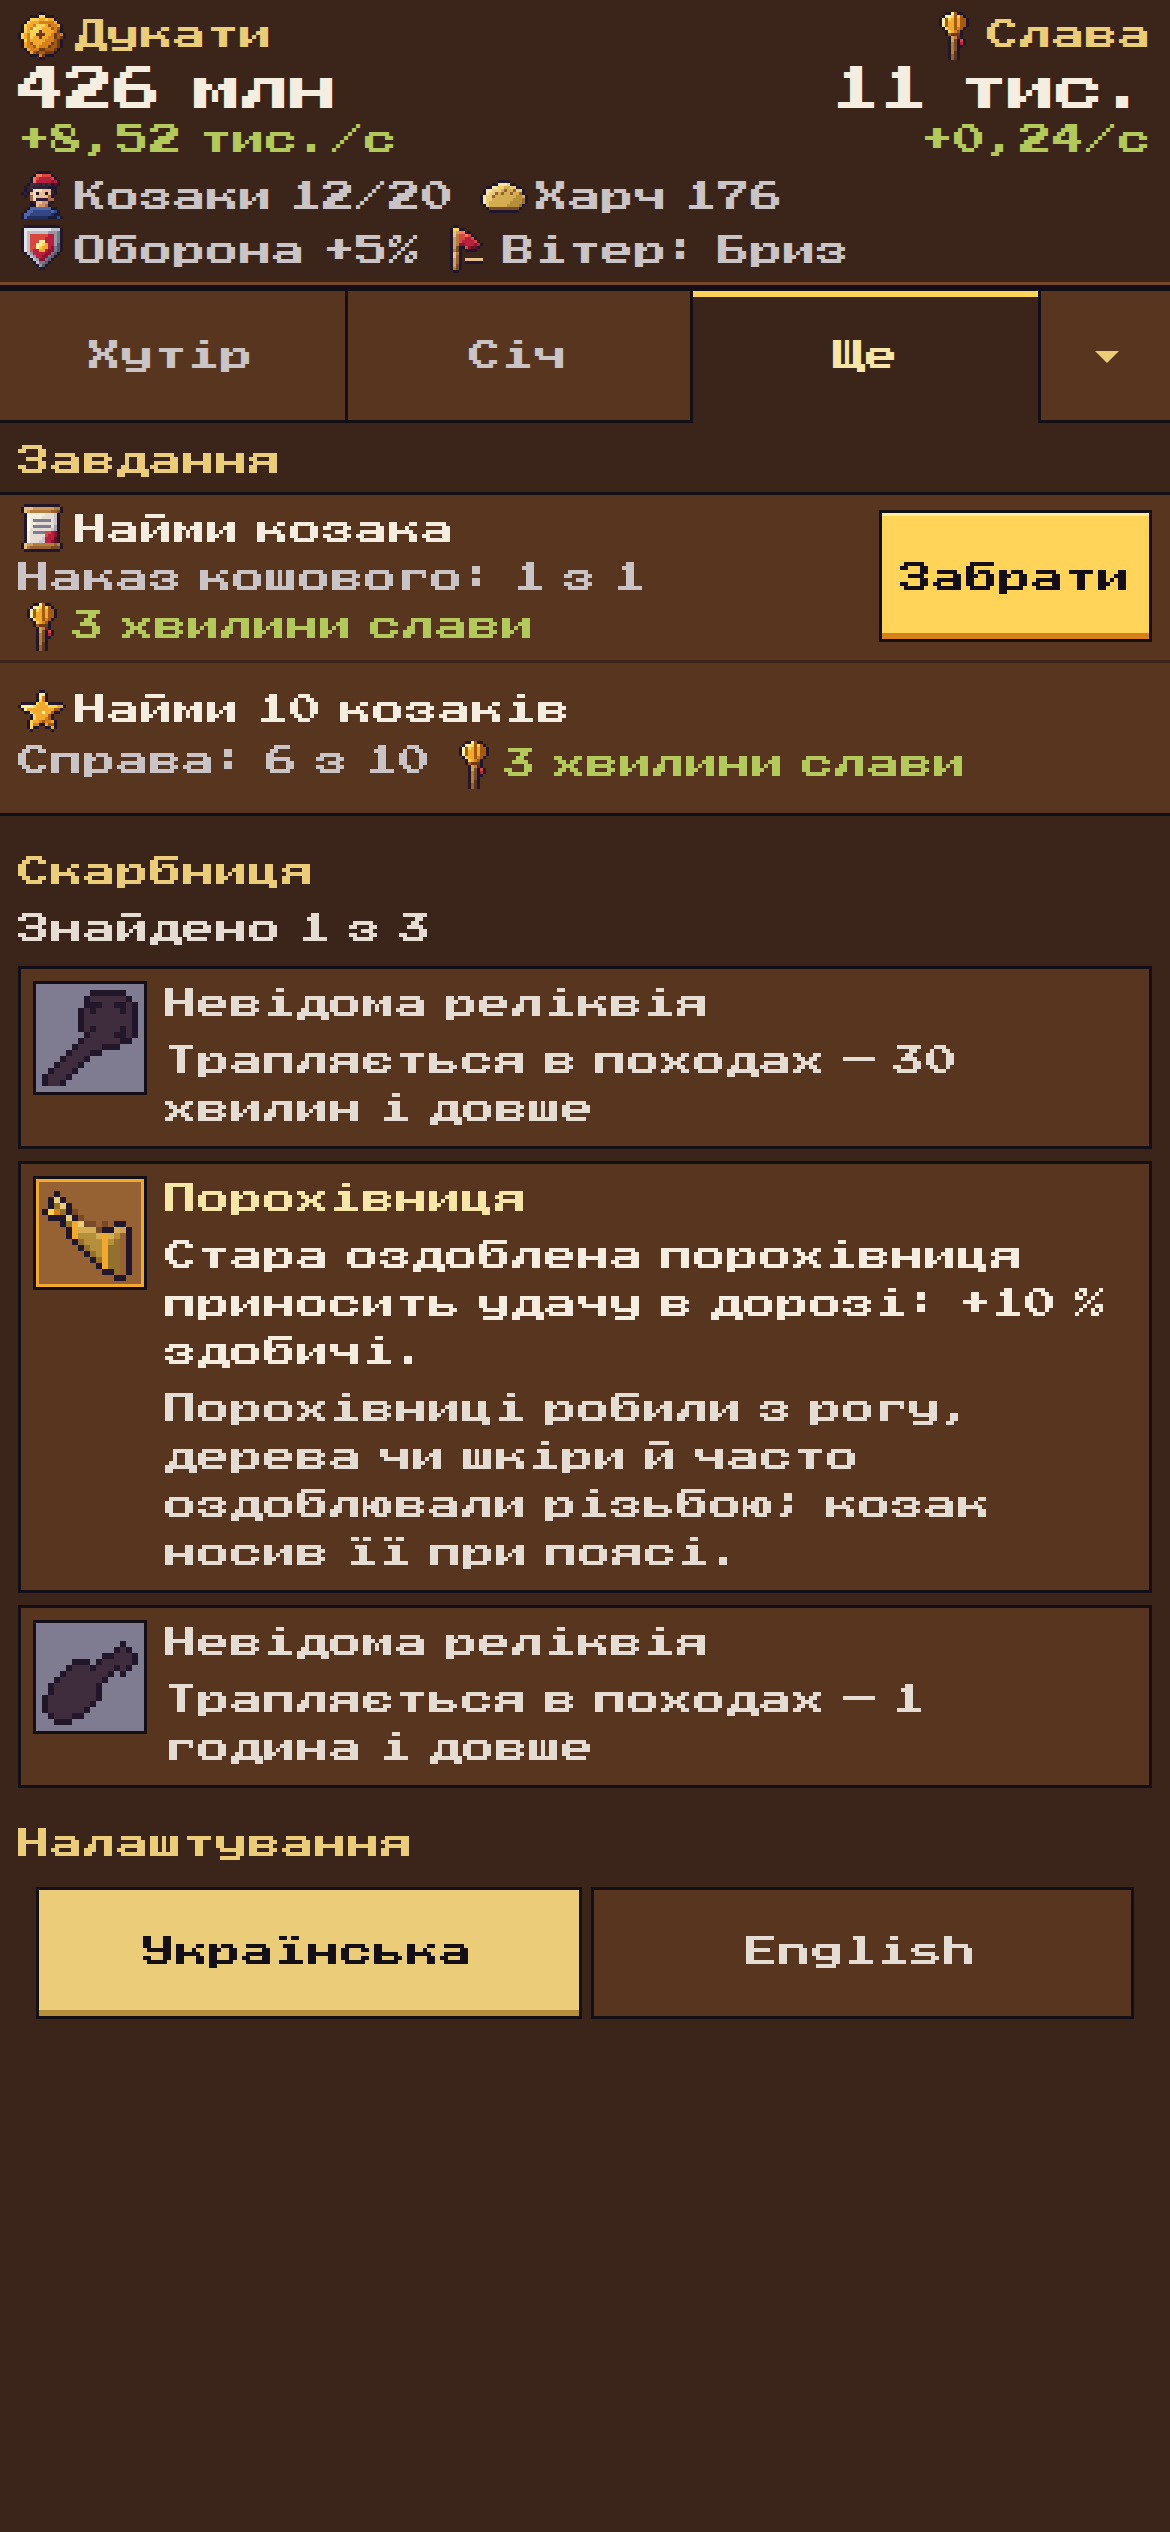 Дукати
Слава
426 млн
11 тис.
+8,52 тис./с
+0,24/с
Козаки 12/20 Харч 176
Оборона +5% Вітер: Бриз
Хутір
Січ
Ще
Завдання
Найми козака
Наказ кошового: 1 з 1
3 хвилини слави
Забрати
Найми 10 козаків
Справа: 6 з 10 3 хвилини слави
Скарбниця
Знайдено 1 з 3
Невідома реліквія
Трапляється в походах — 30
хвилин і довше
Порохівниця
Стара оздоблена порохівниця
приносить удачу в дорозі: +10 %
здобичі.
Порохівниці робили з рогу,
дерева чи шкіри й часто
оздоблювали різьбою; козак
носив її при поясі.
Невідома реліквія
Трапляється в походах — 1
година і довше
Налаштування
Українська
English